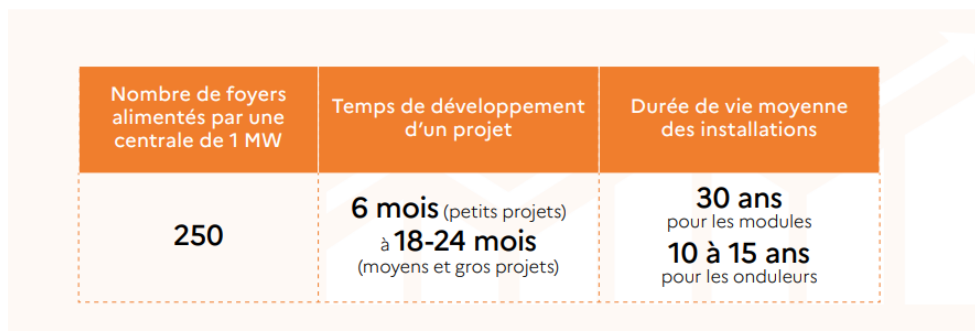 Nombre de foyers
alimentés par une
centrale de 1 MW
Temps de développement
d'un projet
Durée de vie moyenne
des installations
250
6 mois (petits projets)
à 18-24 mois
(moyens et gros projets)
30 ans
pour les modules
10 à 15 ans
pour les onduleurs